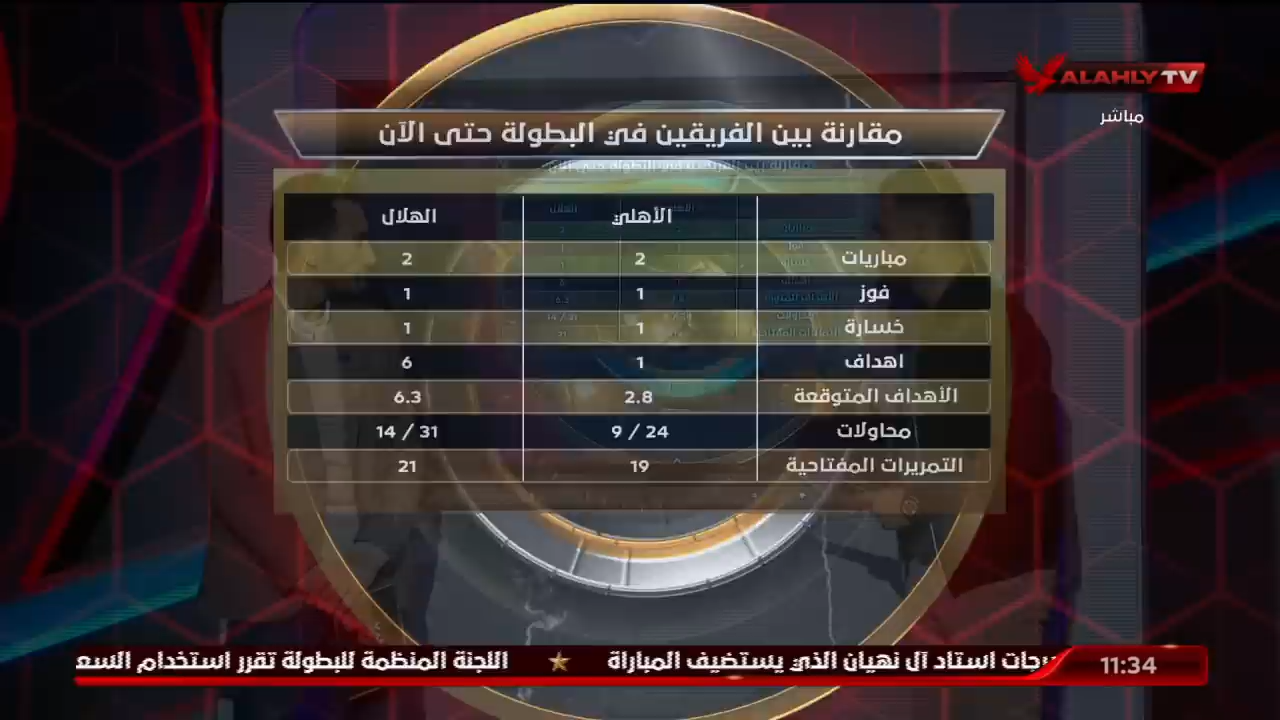 ALAHLY TV
مباشر
مقارنة بين الفريقين في البطولة حتى الآن
الأهلي الهلال
مباريات 2 2
فوز 1 1
خسارة 1 1
اهداف 1 6
الأهداف المتوقعة 2.8 6.3
محاولات 24 / 9 31 / 14
التمريرات المفتاحية 19 21
11:34 استاد آل نهيان الذي يستضيف المباراة ★ اللجنة المنظمة للبطولة تقرر استخدام